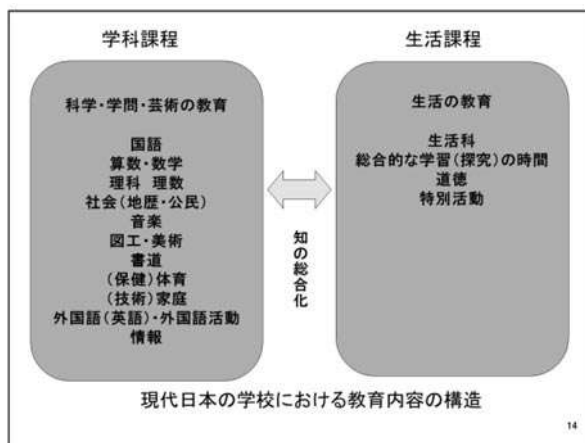 学科課程
科学・学問・芸術の教育
国語
算数・数学
理科 理数
社会(地歴・公民)
音楽
図工・美術
書道
(保健)体育
(技術)家庭
外国語(英語)・外国語活動
情報
知の総合化
生活課程
生活の教育
生活科
総合的な学習(探究)の時間
道徳
特別活動
現代日本の学校における教育内容の構造
14